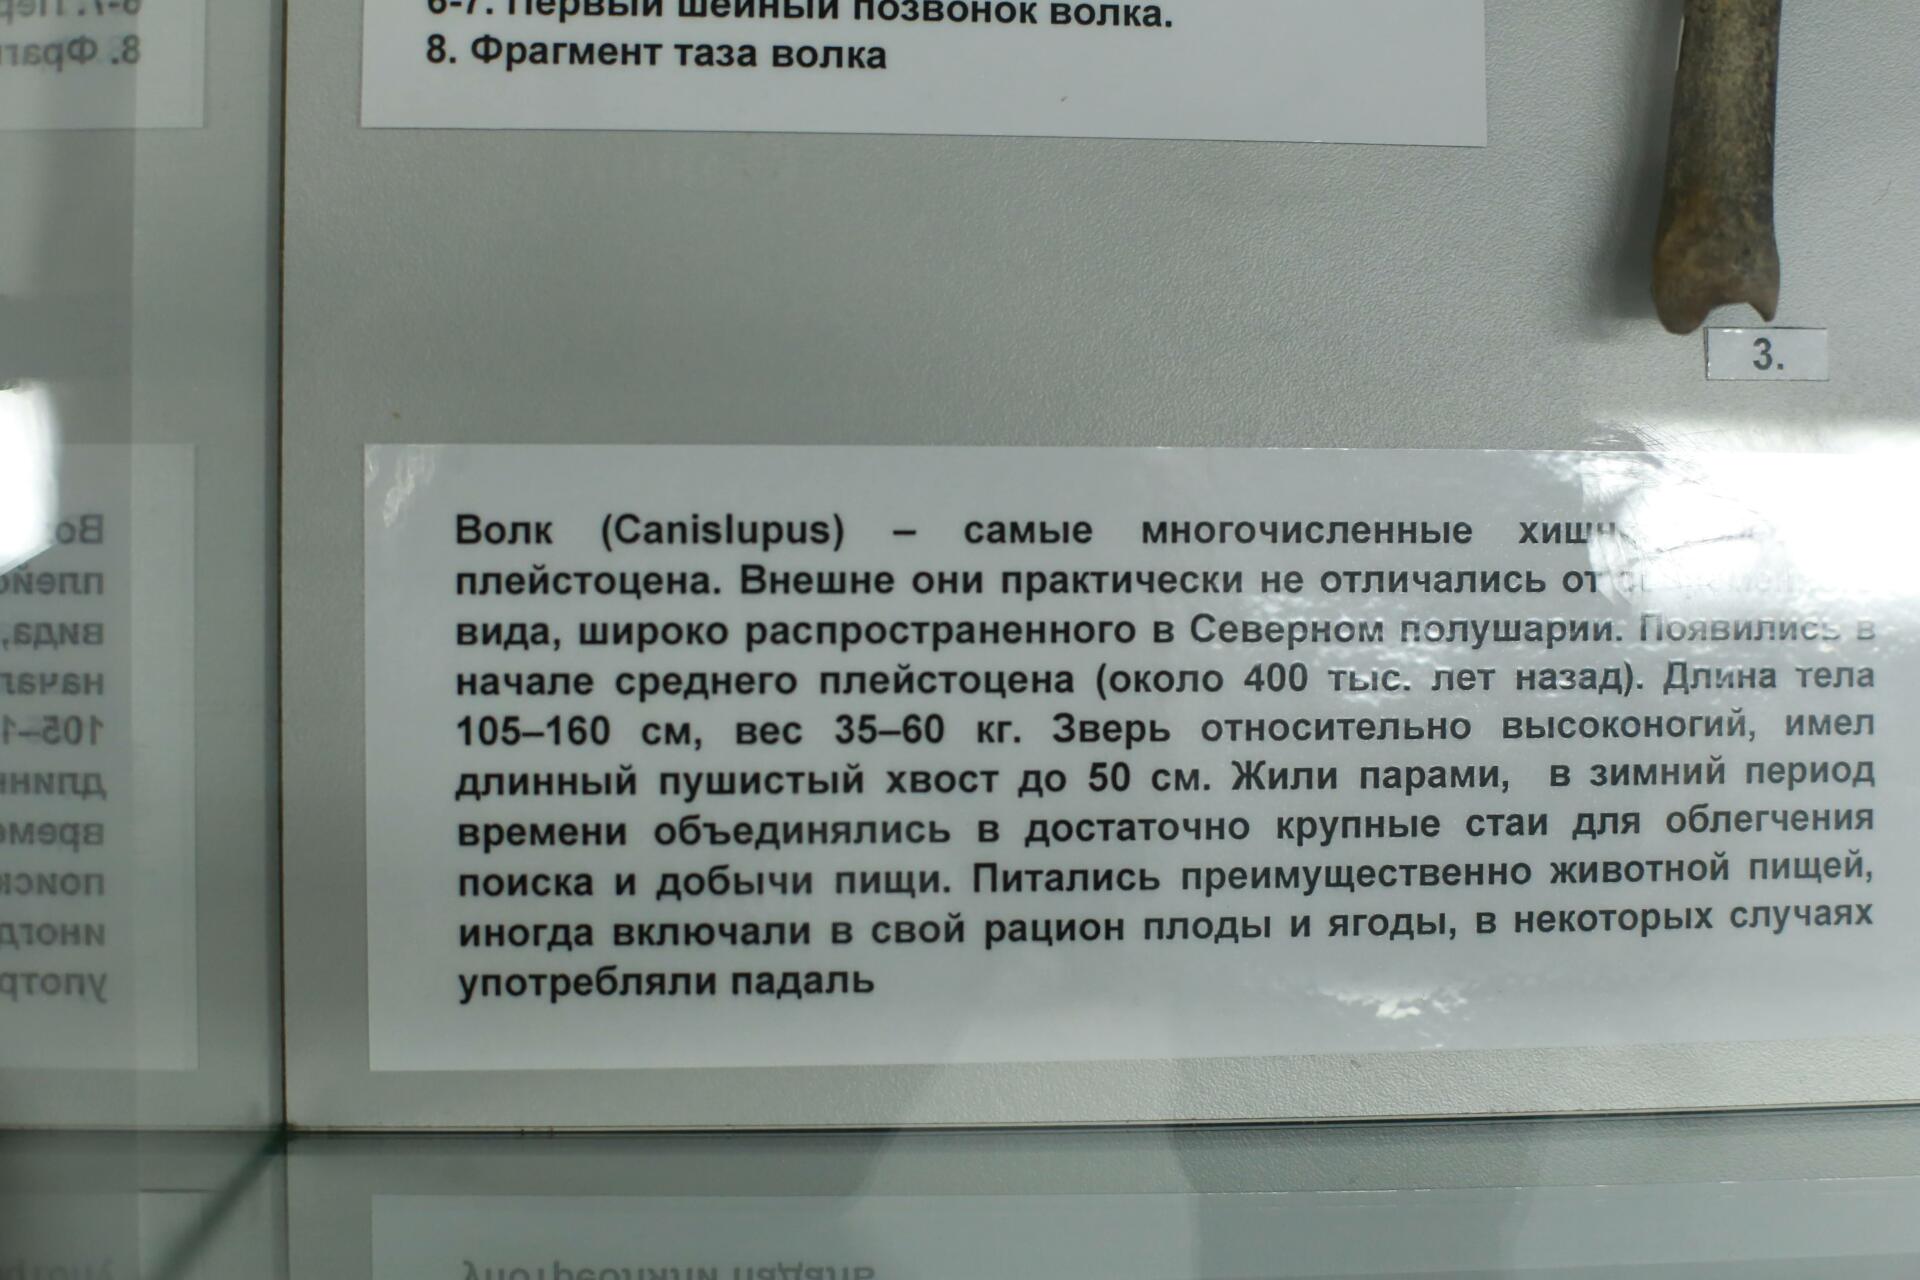 6-7. Первый шейный позвонок волка.
8. Фрагмент таза волка
3.
Волк (Canislupus) – самые многочисленные
плейстоцена. Внешне они практически не отличались от
вида, широко распространенного в Северном полушарии. Появились в
начале среднего плейстоцена (около 400 тыс. лет назад). Длина тела
105–160 см, вес 35–60 кг. Зверь относительно высоконогий, имел
длинный пушистый хвост до 50 см. Жили парами, в зимний период
времени объединялись в достаточно крупные стаи для облегчения
поиска и добычи пищи. Питались преимущественно животной пищей,
иногда включали в свой рацион плоды и ягоды, в некоторых случаях
употребляли падаль